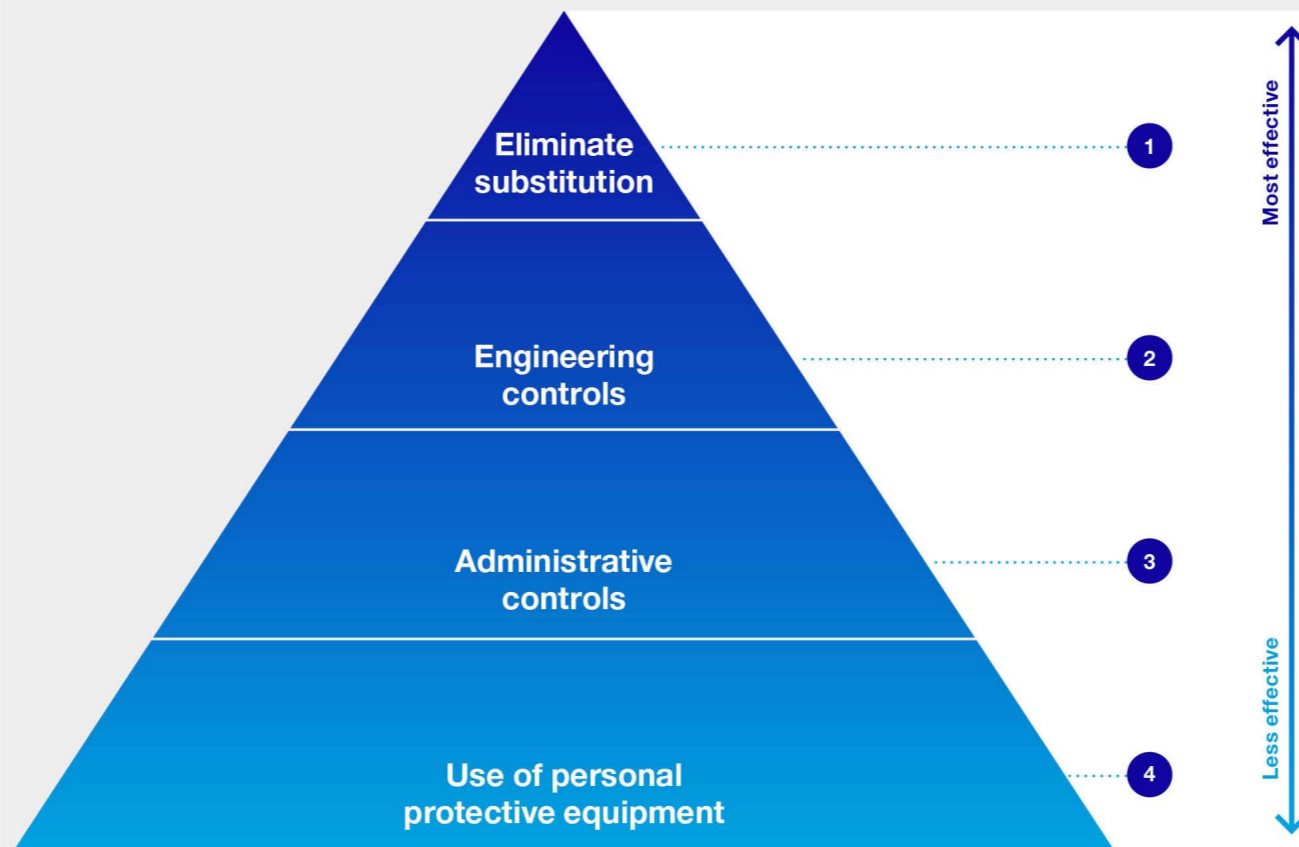 Eliminate
substitution
1
Engineering
controls
2
Administrative
controls
3
Use of personal
protective equipment
4
Most effective
Less effective